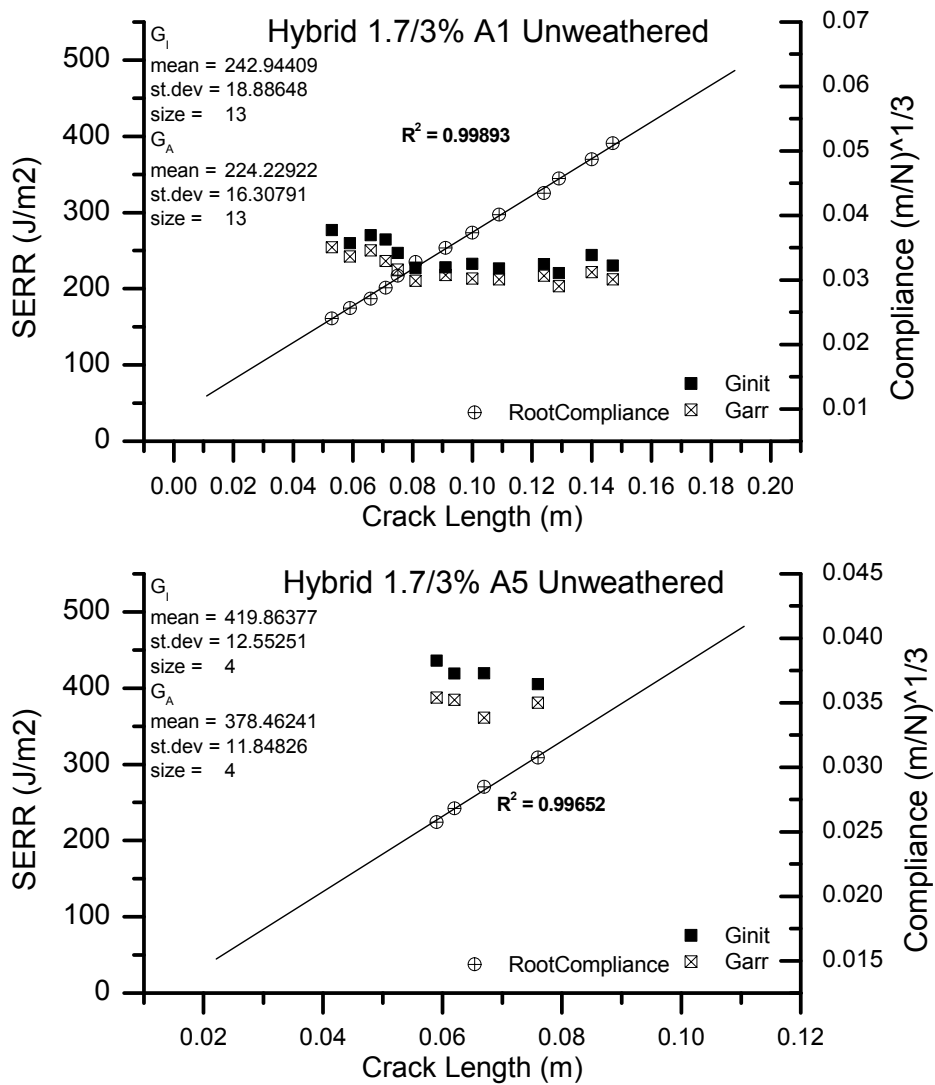 Hybrid 1.7/3% A1 Unweathered
G_I
mean = 242.94409
st.dev = 18.88648
size = 13
G_A
mean = 224.22922
st.dev = 16.30791
size = 13
R^2 = 0.99893
SERR (J/m2)
500
400
300
200
100
0
Compliance (m/N)^1/3
0.07
0.06
0.05
0.04
0.03
0.02
0.01
RootCompliance
Ginit
Garr
0.00 0.02 0.04 0.06 0.08 0.10 0.12 0.14 0.16 0.18 0.20
Crack Length (m)
Hybrid 1.7/3% A5 Unweathered
G_I
mean = 419.86377
st.dev = 12.55251
size = 4
G_A
mean = 378.46241
st.dev = 11.84826
size = 4
R^2 = 0.99652
SERR (J/m2)
500
400
300
200
100
0
Compliance (m/N)^1/3
0.045
0.040
0.035
0.030
0.025
0.020
0.015
RootCompliance
Ginit
Garr
0.02 0.04 0.06 0.08 0.10 0.12
Crack Length (m)